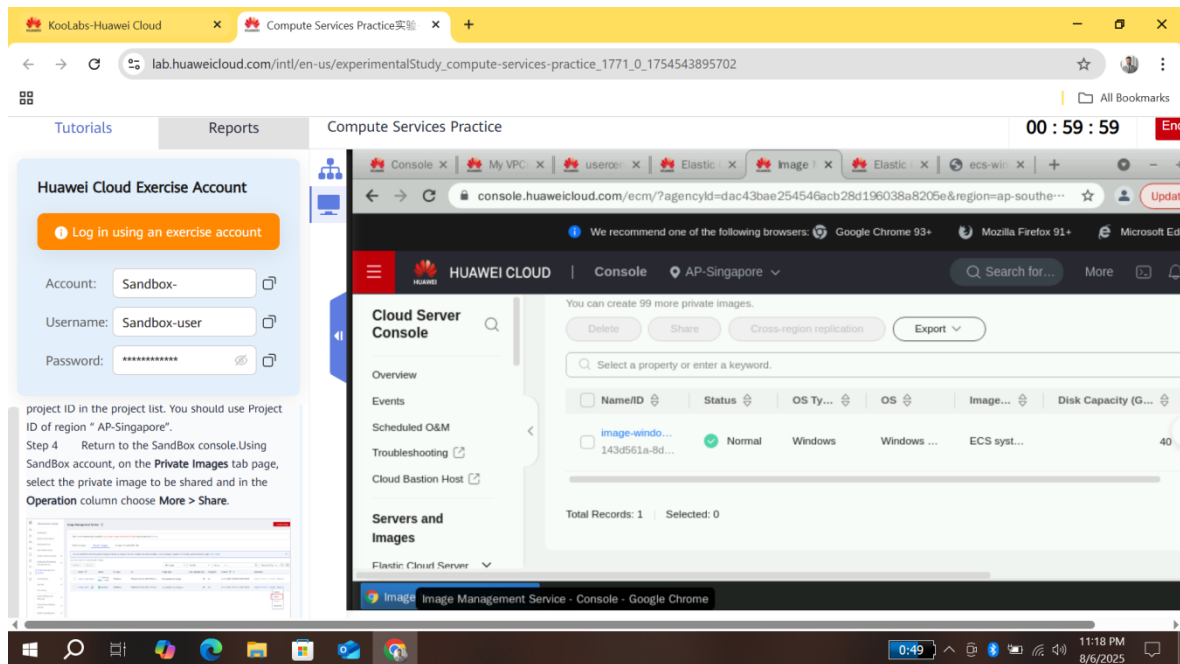 KooLabs-Huawei Cloud
Compute Services Practice实验
lab.huaweicloud.com/intl/en-us/experimentalStudy_compute-services-practice_1771_0_1754543895702
All Bookmarks
Tutorials
Reports
Compute Services Practice
00 : 59 : 59
En
Huawei Cloud Exercise Account
Log in using an exercise account
Account:
Sandbox-
Username:
Sandbox-user
Password:
************
project ID in the project list. You should use Project
ID of region “ AP-Singapore”.
Step 4 Return to the SandBox console.Using
SandBox account, on the Private Images tab page,
select the private image to be shared and in the
Operation column choose More > Share.
Console
My VPC
usercen
Elastic
Image
Elastic
ecs-win
console.huaweicloud.com/ecm/?agencyId=dac43bae254546acb28d196038a8205e&region=ap-southe⋯
Updat
We recommend one of the following browsers:
Google Chrome 93+
Mozilla Firefox 91+
Microsoft Ed
HUAWEI
HUAWEI CLOUD
Console
AP-Singapore
Search for...
More
Cloud Server
Console
Overview
Events
Scheduled O&M
Troubleshooting
Cloud Bastion Host
Servers and
Images
Elastic Cloud Server
You can create 99 more private images.
Delete
Share
Cross-region replication
Export
Select a property or enter a keyword.
Name/ID
Status
OS Ty...
OS
Image...
Disk Capacity (G...
image-windo...
143d561a-8d...
Normal
Windows
Windows ...
ECS syst...
40
Total Records: 1
Selected: 0
Image
Image Management Service - Console - Google Chrome
0:49
11:18 PM
8/6/2025